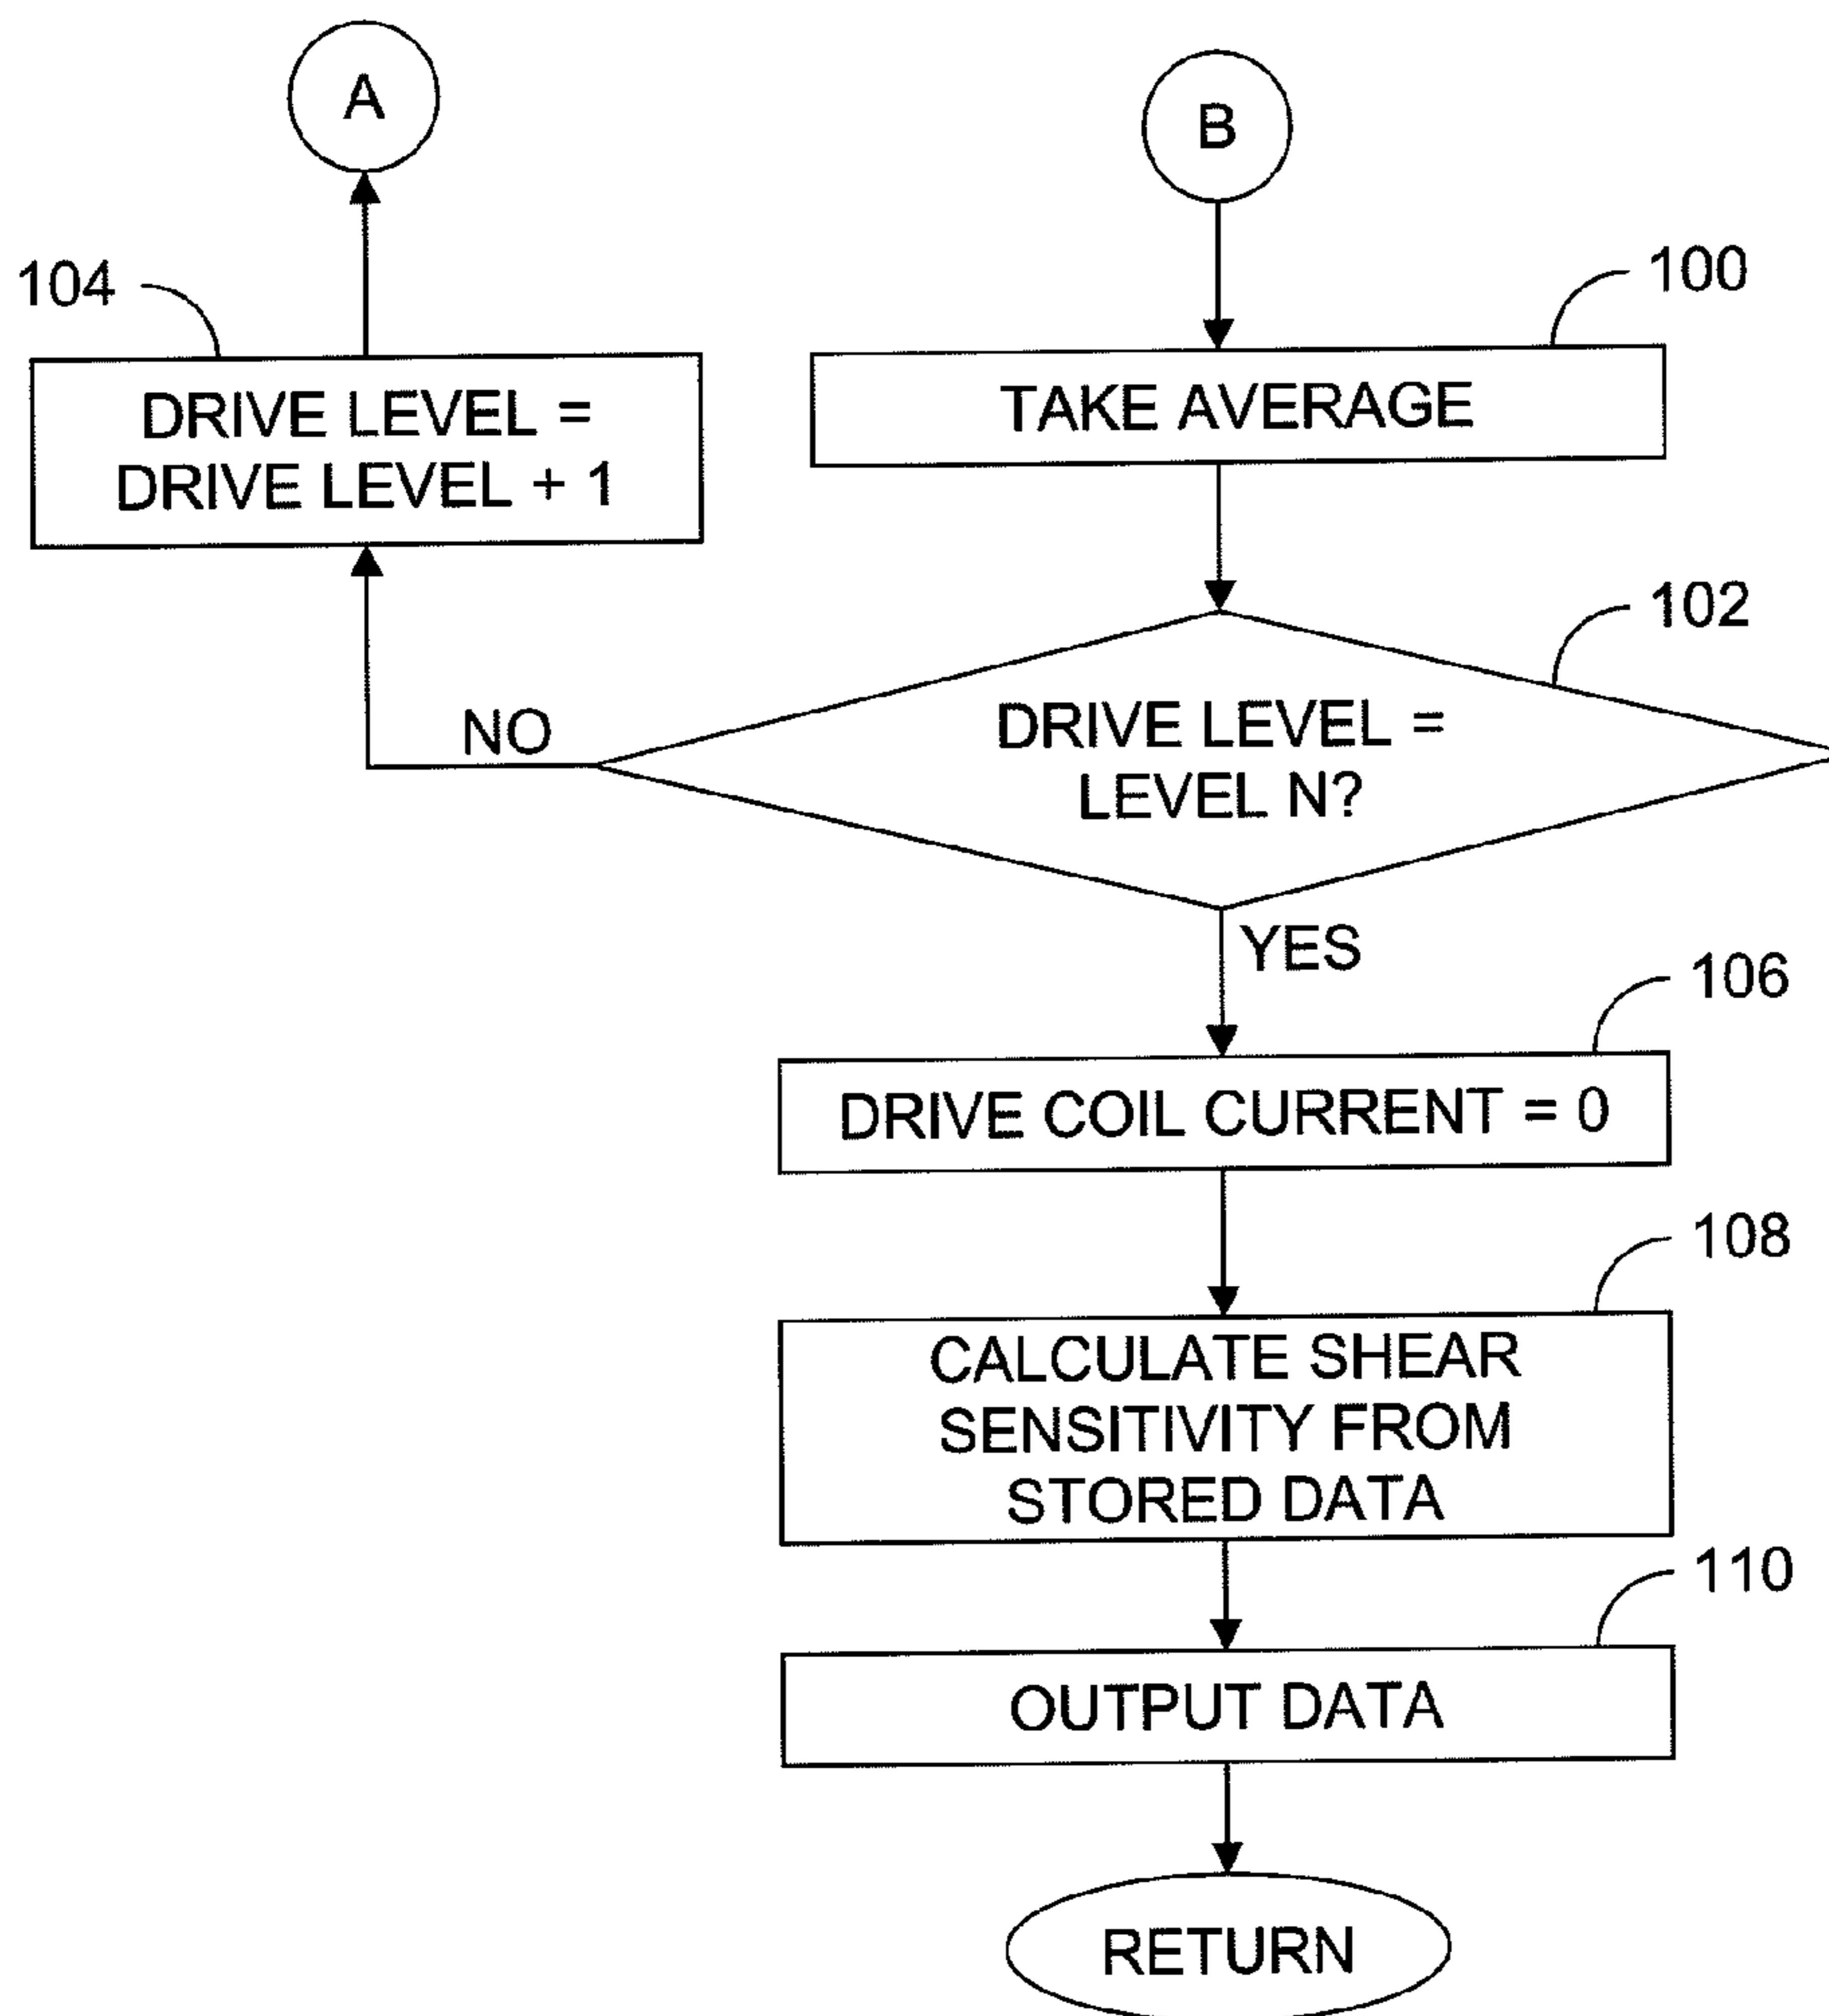 A
B
104
100
DRIVE LEVEL =
DRIVE LEVEL + 1
TAKE AVERAGE
102
NO
DRIVE LEVEL =
LEVEL N?
YES
106
DRIVE COIL CURRENT = 0
108
CALCULATE SHEAR
SENSITIVITY FROM
STORED DATA
110
OUTPUT DATA
RETURN